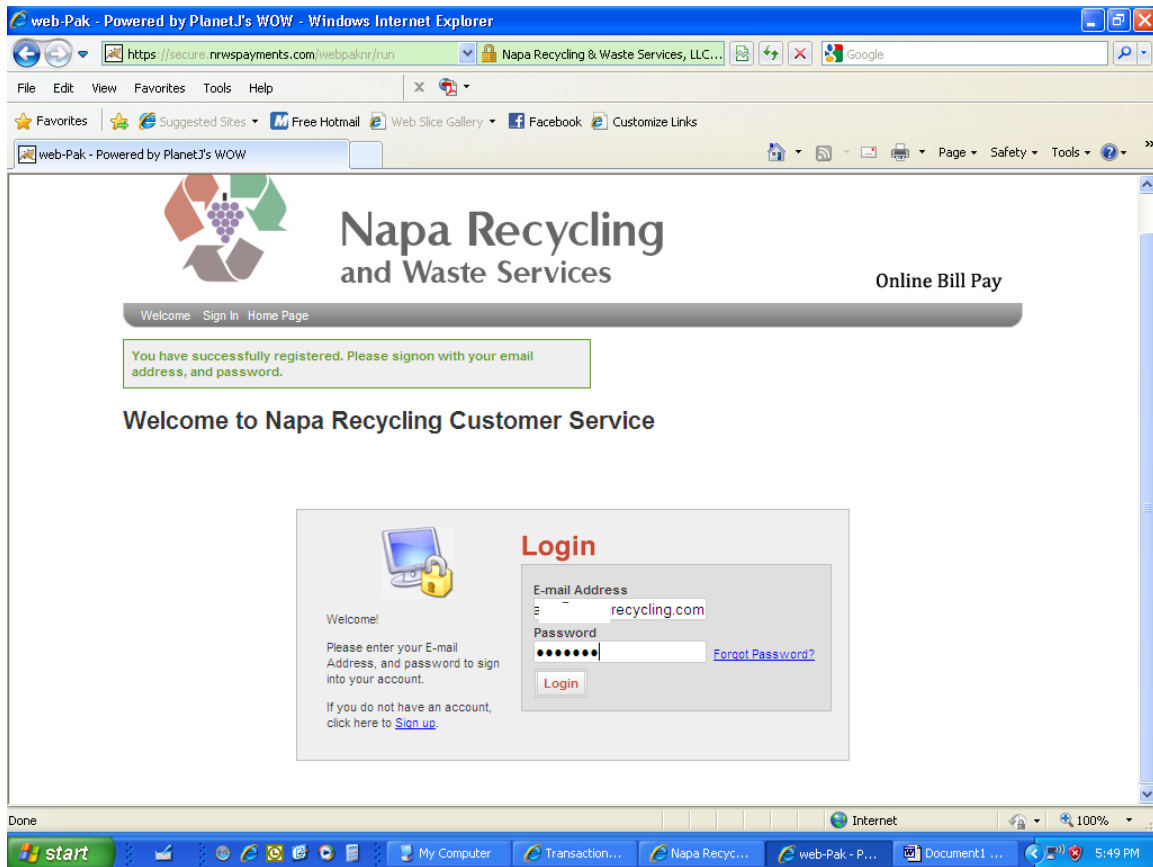 web-Pak - Powered by PlanetJ's WOW - Windows Internet Explorer
https://secure.nrwspayments.com/webpaknr/run
Napa Recycling & Waste Services, LLC...
Google
File Edit View Favorites Tools Help
x
Favorites Suggested Sites Free Hotmail Web Slice Gallery Facebook Customize Links
web-Pak - Powered by PlanetJ's WOW
Page Safety Tools »
Napa Recycling
and Waste Services
Online Bill Pay
Welcome Sign In Home Page
You have successfully registered. Please signon with your email
address, and password.
Welcome to Napa Recycling Customer Service
Login
E-mail Address
recycling.com
Welcome!
Password
Please enter your E-mail
Address, and password to sign
into your account.
●●●●●●●
Forgot Password?
Login
If you do not have an account,
click here to Sign up.
Done
Internet
100%
start
My Computer
Transaction...
Napa Recyc...
web-Pak - P...
Document1 ...
5:49 PM